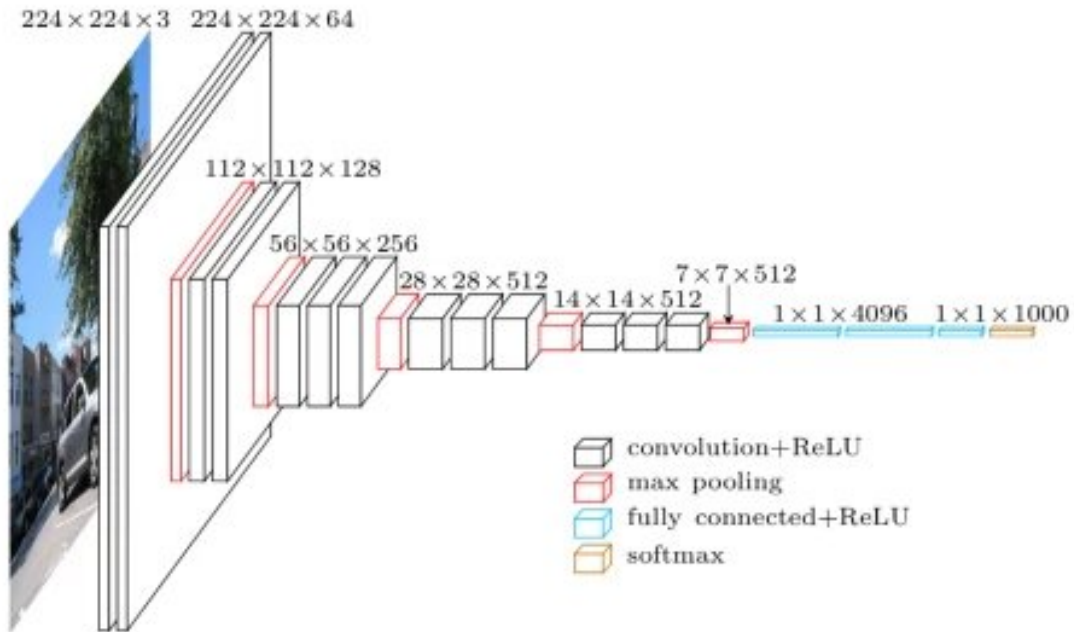 224 × 224 × 3
224 × 224 × 64
112 × 112 × 128
56 × 56 × 256
28 × 28 × 512
14 × 14 × 512
7 × 7 × 512
1 × 1 × 4096
1 × 1 × 1000
convolution+ReLU
max pooling
fully connected+ReLU
softmax